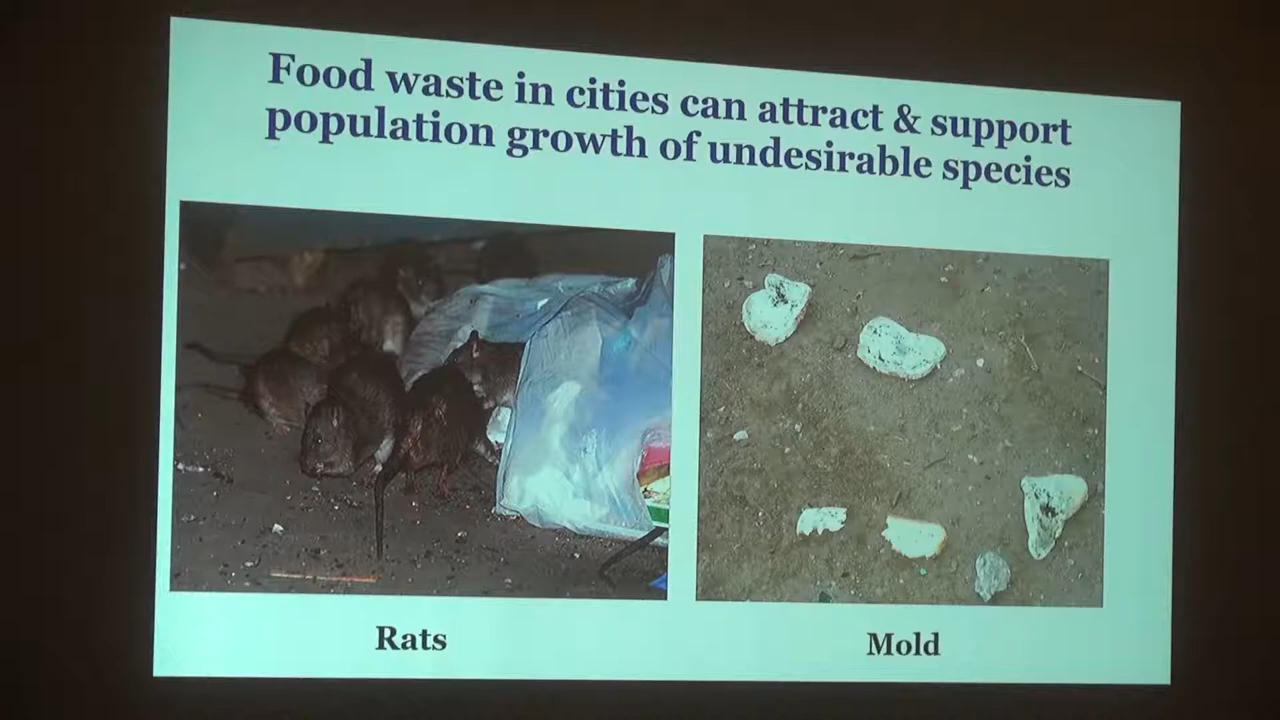 Food waste in cities can attract & support
population growth of undesirable species
Rats
Mold